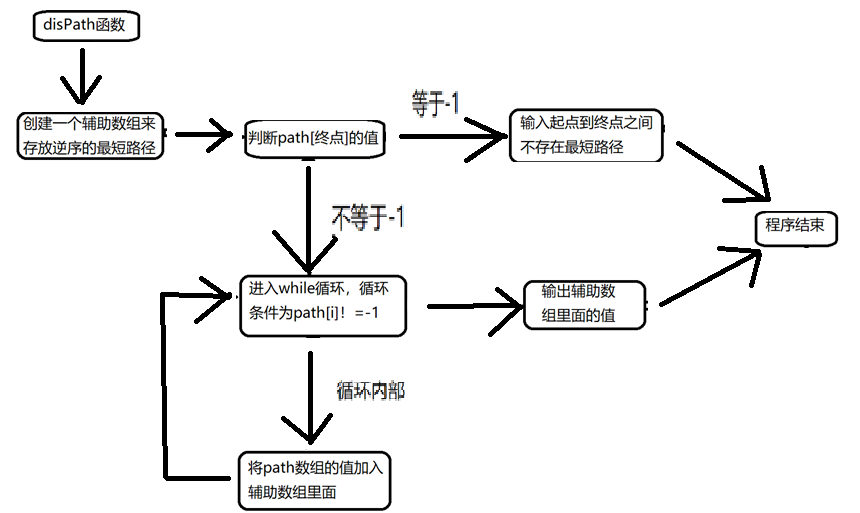 disPath函数
创建一个辅助数组来
存放逆序的最短路径
判断path[终点]的值
等于-1
输入起点到终点之间
不存在最短路径
程序结束
不等于-1
进入while循环，循环
条件为path[i]！=-1
输出辅助数
组里面的值
循环内部
将path数组的值加入
辅助数组里面